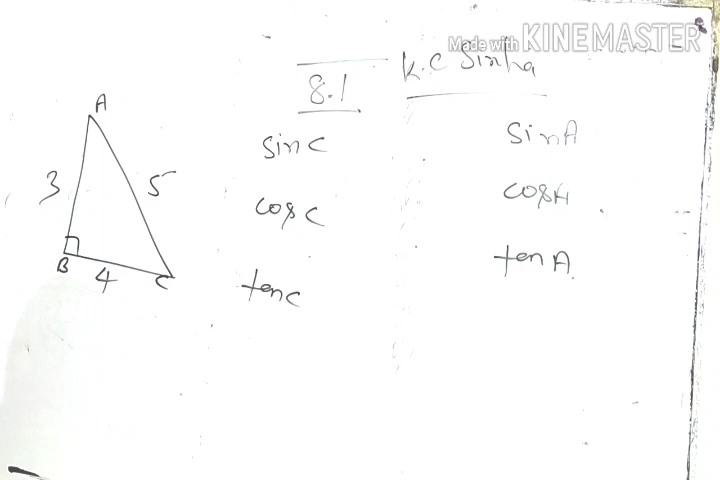 Made with KINEMASTER
8.1 K.C Sinha
A
3 5
B 4 C
sin C sin A
cos C cos A
tan C tan A